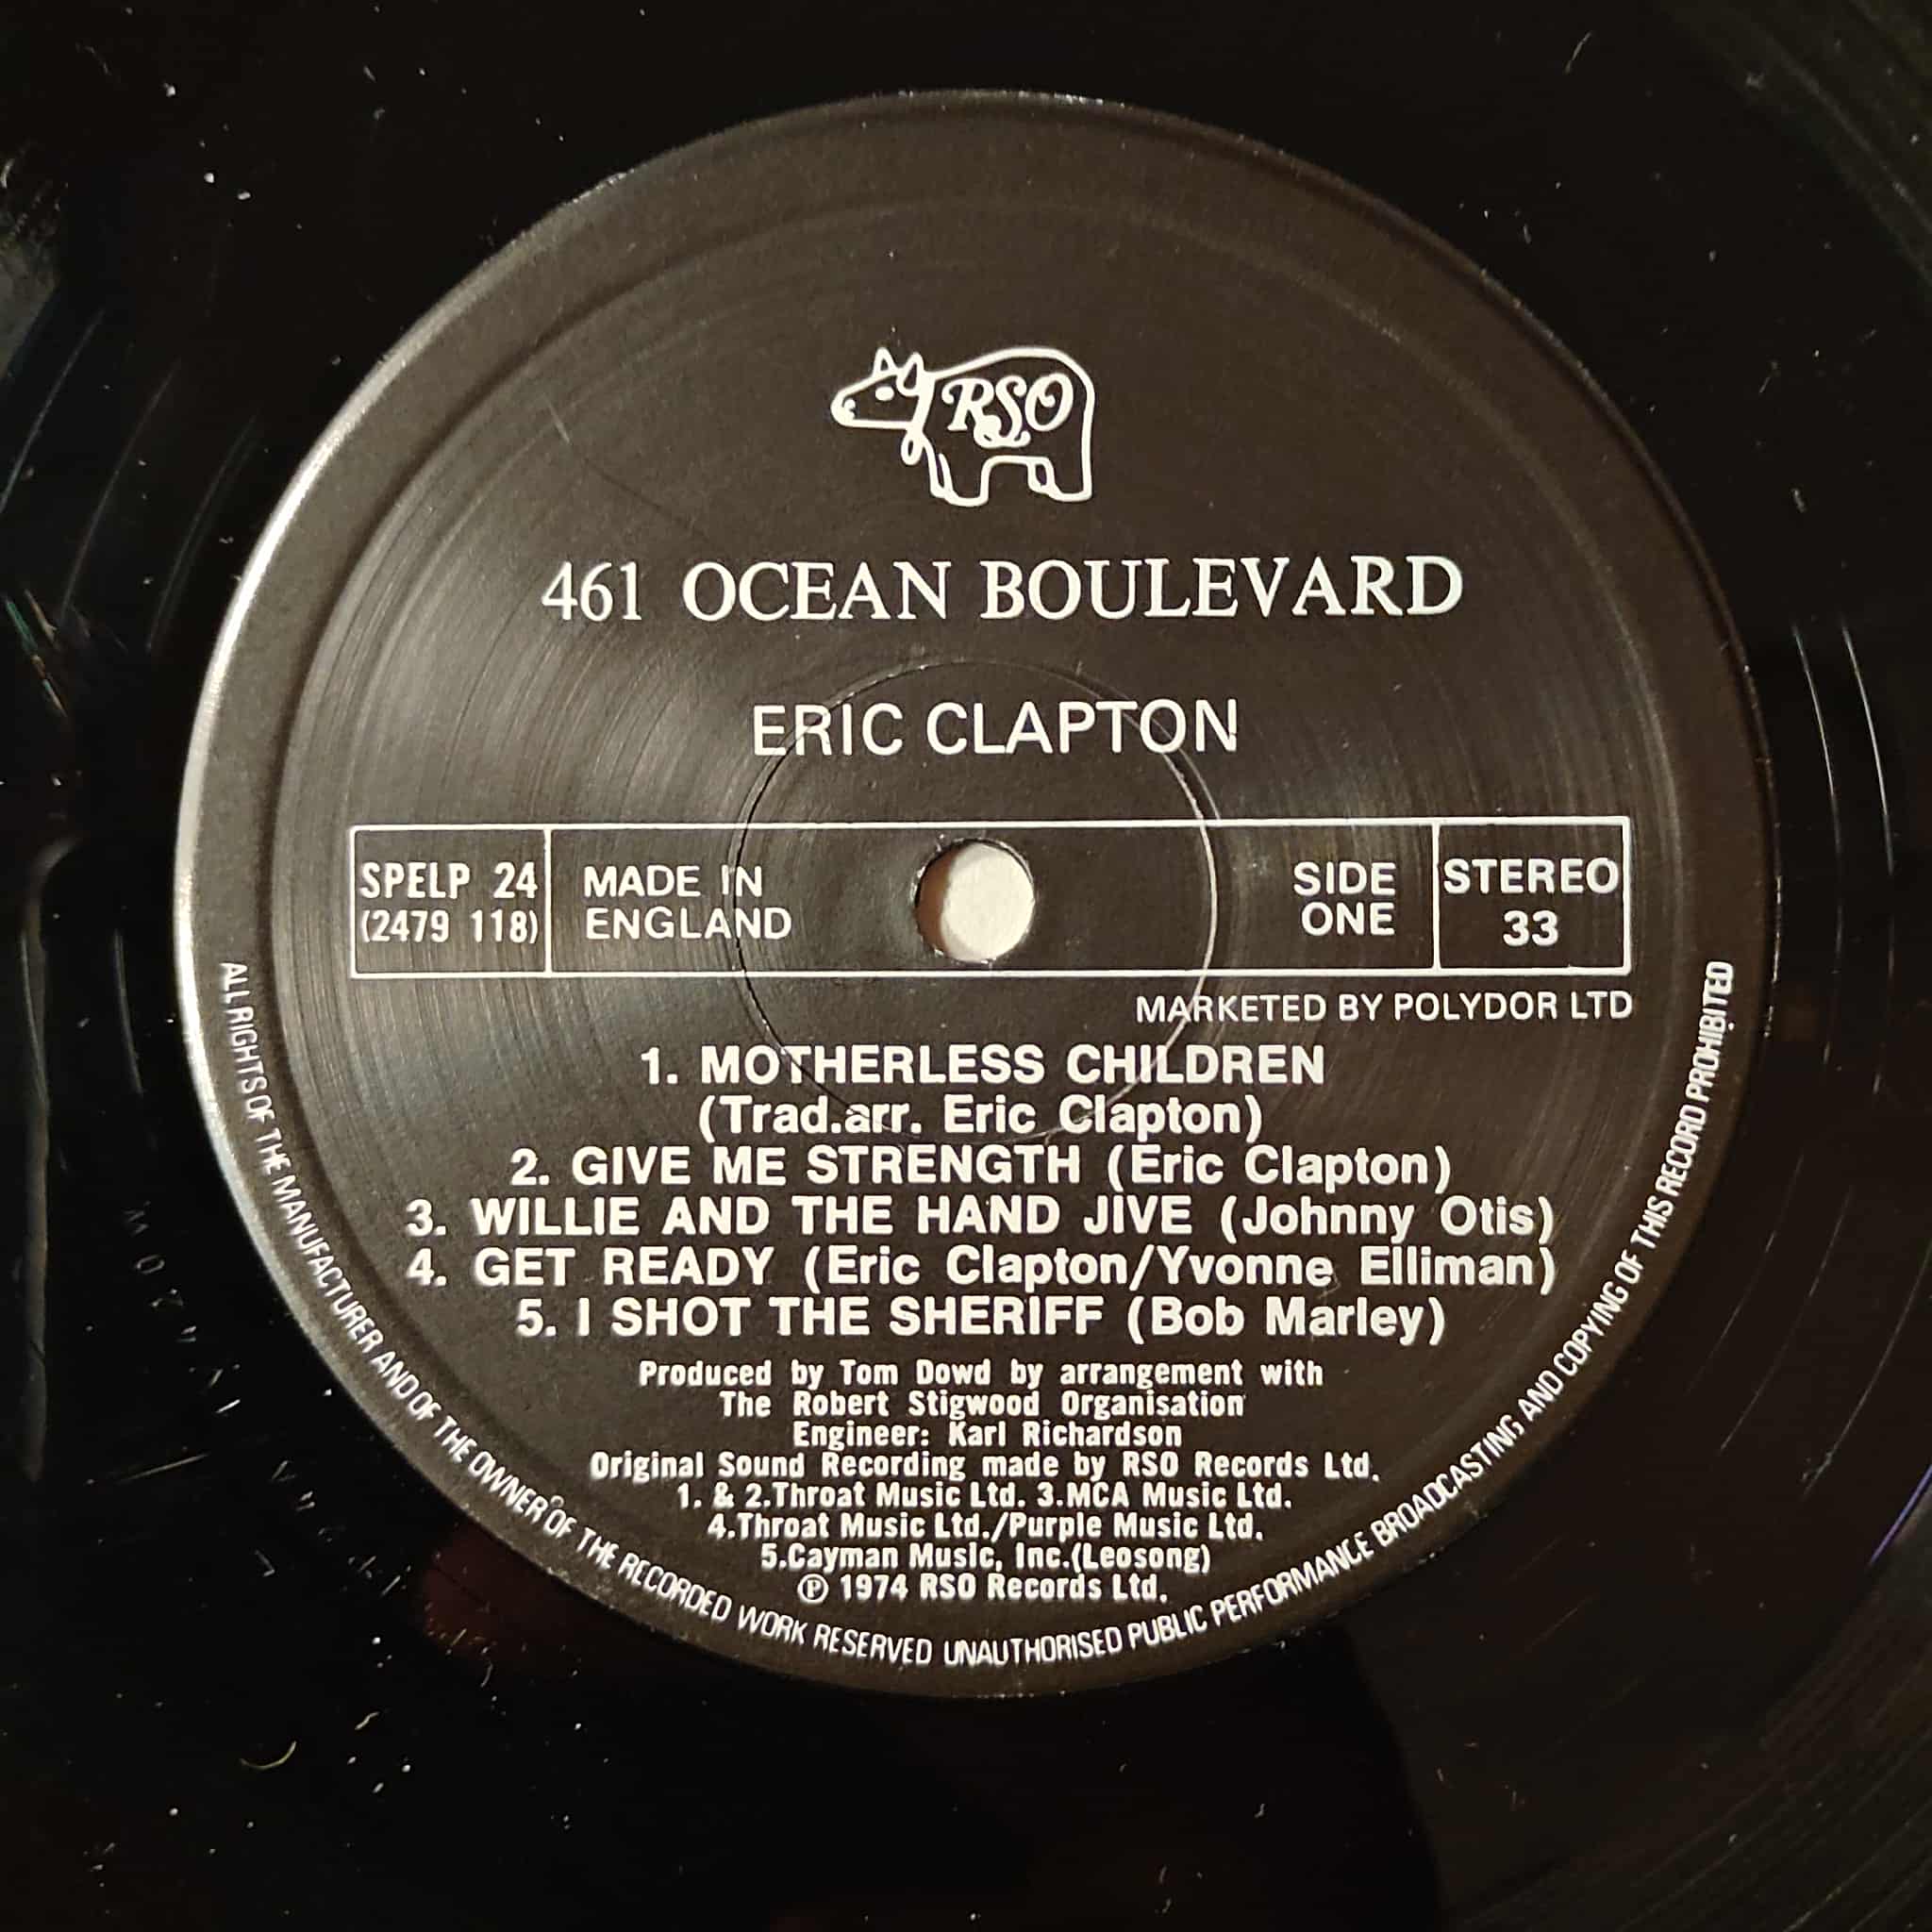 RSO
461 OCEAN BOULEVARD
ERIC CLAPTON
SPELP 24
(2479 118)
MADE IN
ENGLAND
SIDE
ONE
STEREO
33
MARKETED BY POLYDOR LTD
1. MOTHERLESS CHILDREN
(Trad.arr. Eric Clapton)
2. GIVE ME STRENGTH (Eric Clapton)
3. WILLIE AND THE HAND JIVE (Johnny Otis)
4. GET READY (Eric Clapton/Yvonne Elliman)
5. I SHOT THE SHERIFF (Bob Marley)
Produced by Tom Dowd by arrangement with
The Robert Stigwood Organisation
Engineer: Karl Richardson
Original Sound Recording made by RSO Records Ltd.
1. & 2.Throat Music Ltd. 3.MCA Music Ltd.
4.Throat Music Ltd./Purple Music Ltd.
5.Cayman Music, Inc.(Leosong)
℗ 1974 RSO Records Ltd.
ALL RIGHTS OF THE MANUFACTURER AND OF THE OWNER OF THE RECORDED WORK RESERVED UNAUTHORISED PUBLIC PERFORMANCE BROADCASTING AND COPYING OF THIS RECORD PROHIBITED